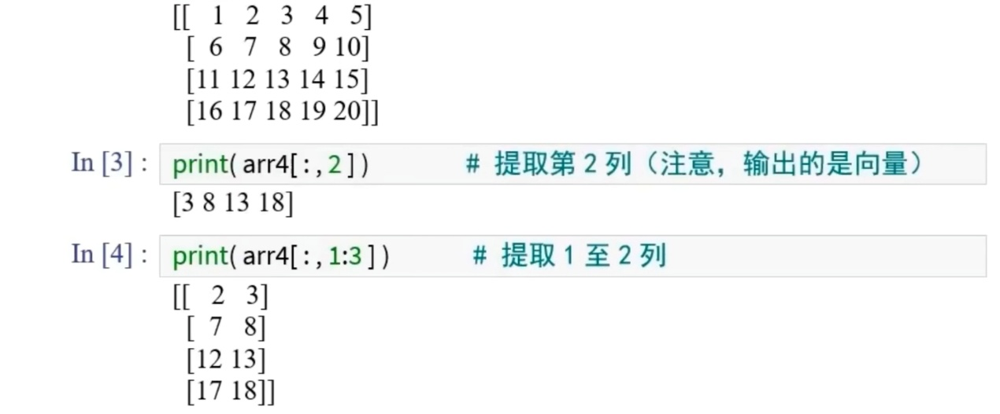 [[ 1 2 3 4 5]
[ 6 7 8 9 10]
[11 12 13 14 15]
[16 17 18 19 20]]
In [3] : print( arr4[ : , 2 ] ) # 提取第 2 列（注意，输出的是向量）
[3 8 13 18]
In [4] : print( arr4[ : , 1:3 ] ) # 提取 1 至 2 列
[[ 2 3]
[ 7 8]
[12 13]
[17 18]]